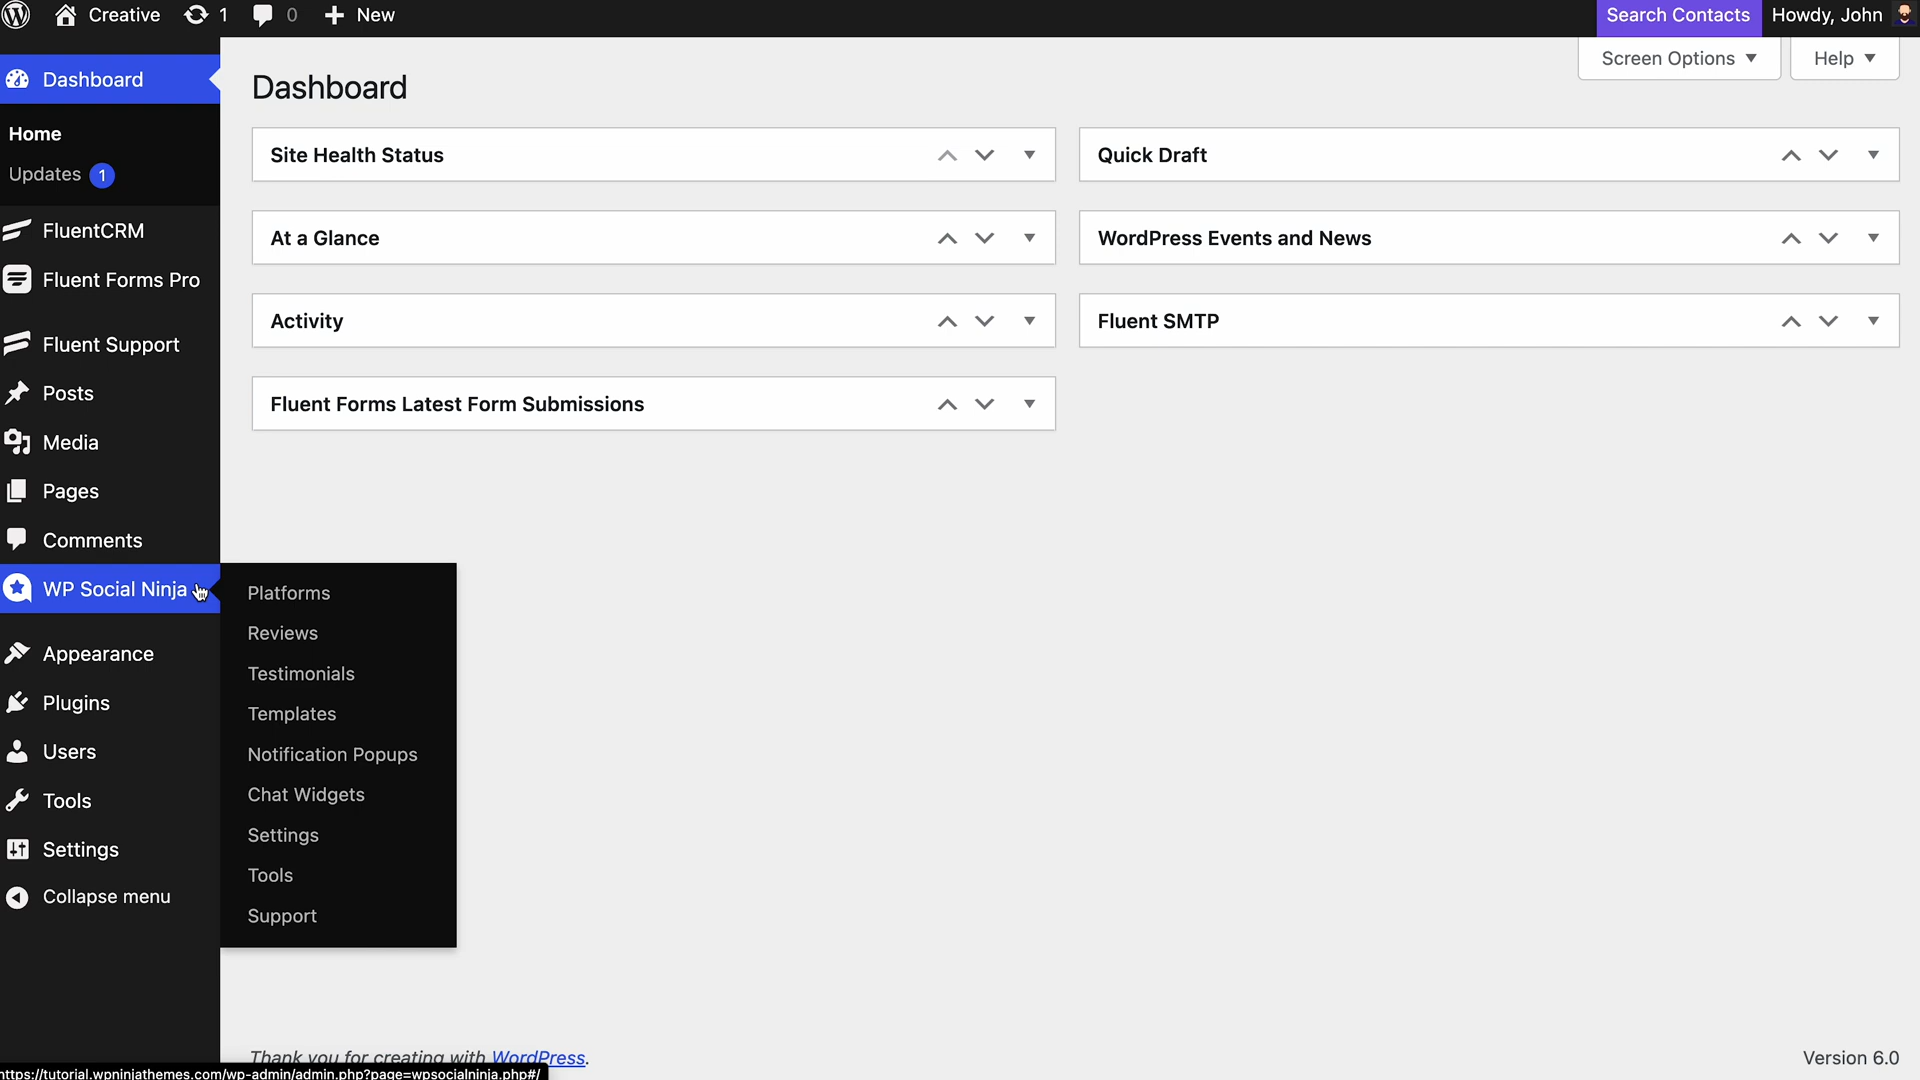 Creative 1 0 New Search Contacts Howdy, John
Screen Options Help
Dashboard
Home
Updates 1
FluentCRM
Fluent Forms Pro
Fluent Support
Posts
Media
Pages
Comments
WP Social Ninja
Appearance
Plugins
Users
Tools
Settings
Collapse menu
Platforms
Reviews
Testimonials
Templates
Notification Popups
Chat Widgets
Settings
Tools
Support
Dashboard
Site Health Status
At a Glance
Activity
Fluent Forms Latest Form Submissions
Quick Draft
WordPress Events and News
Fluent SMTP
Thank you for creating with WordPress.
Version 6.0
https://tutorial.wpninjathemes.com/wp-admin/admin.php?page=wpsocialninja.php#/